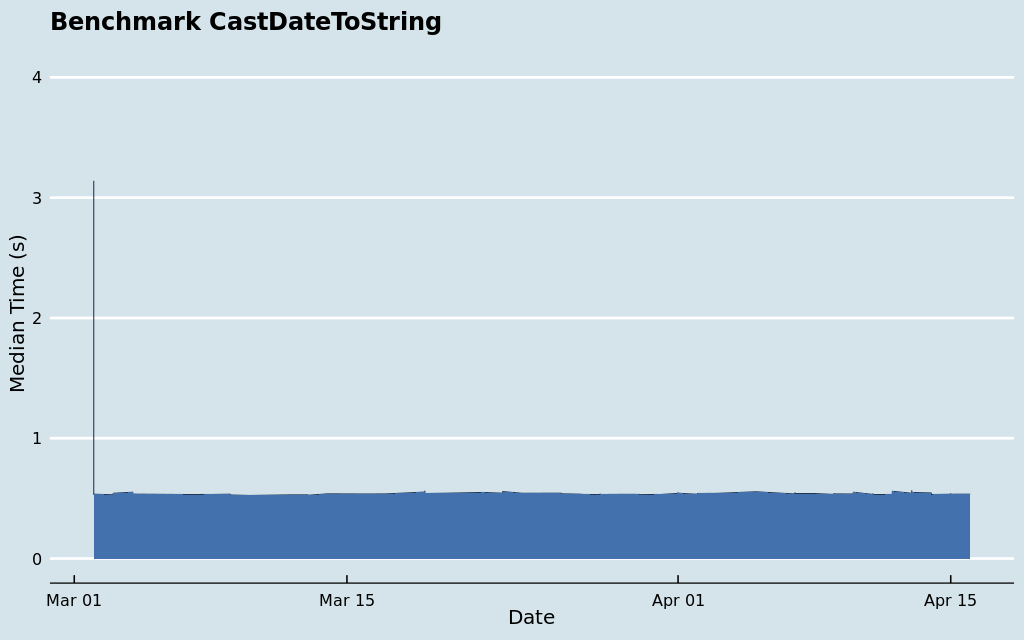 Benchmark CastDateToString
4
3
2
1
0
Median Time (s)
Mar 01
Mar 15
Apr 01
Apr 15
Date